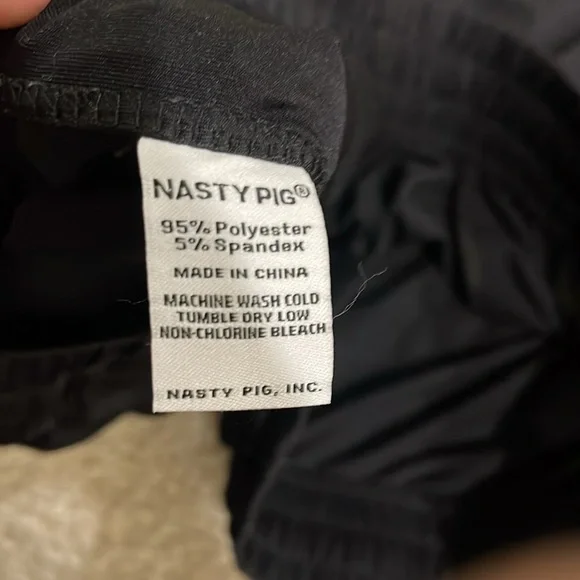 NASTY PIG®
95% Polyester
5% Spandex
MADE IN CHINA
MACHINE WASH COLD
TUMBLE DRY LOW
NON-CHLORINE BLEACH
NASTY PIG, INC.